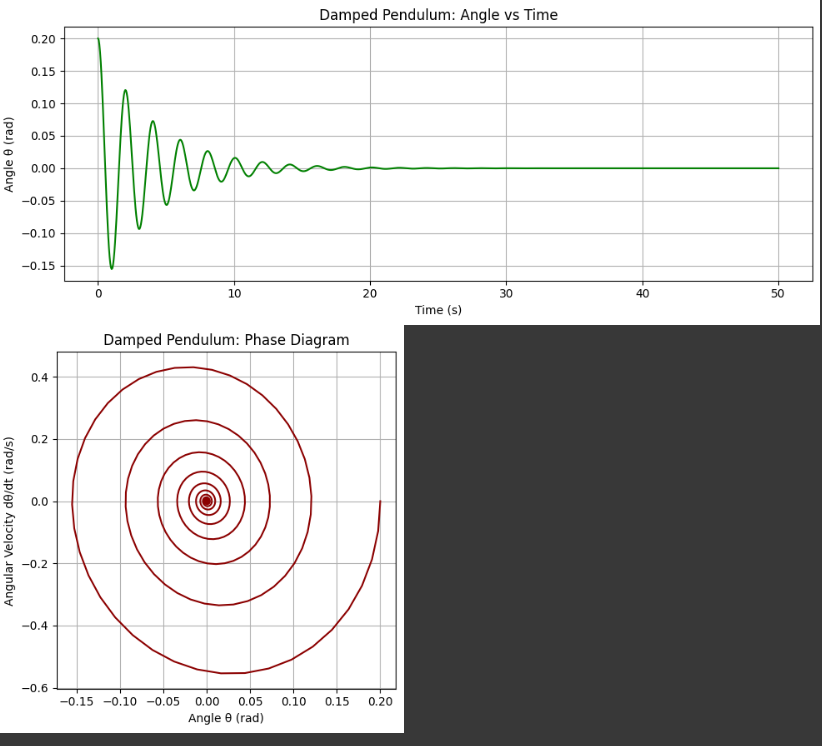 Damped Pendulum: Angle vs Time
Angle θ (rad)
0.20
0.15
0.10
0.05
0.00
−0.05
−0.10
−0.15
0 10 20 30 40 50
Time (s)
Damped Pendulum: Phase Diagram
Angular Velocity dθ/dt (rad/s)
0.4
0.2
0.0
−0.2
−0.4
−0.6
−0.15 −0.10 −0.05 0.00 0.05 0.10 0.15 0.20
Angle θ (rad)